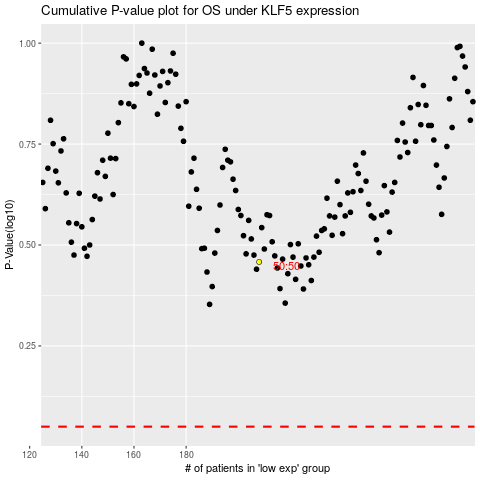 Cumulative P-value plot for OS under KLF5 expression
P-Value(log10)
1.00
0.75
0.50
0.25
50:50
120 140 160 180
# of patients in 'low exp' group